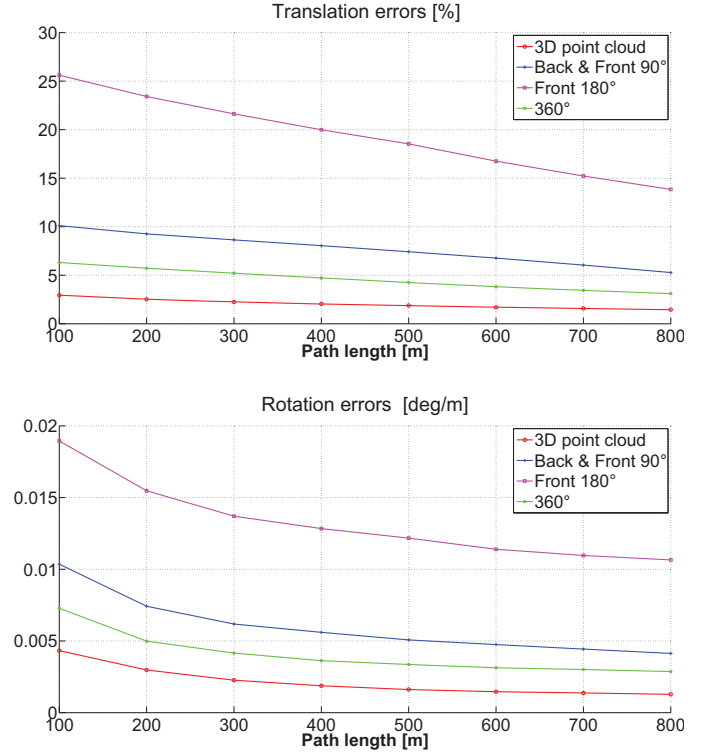 Translation errors [%]
30
25
20
15
10
5
0
3D point cloud
Back & Front 90°
Front 180°
360°
100 200 300 400 500 600 700 800
Path length [m]
Rotation errors [deg/m]
0.02
0.015
0.01
0.005
0
3D point cloud
Back & Front 90°
Front 180°
360°
100 200 300 400 500 600 700 800
Path length [m]